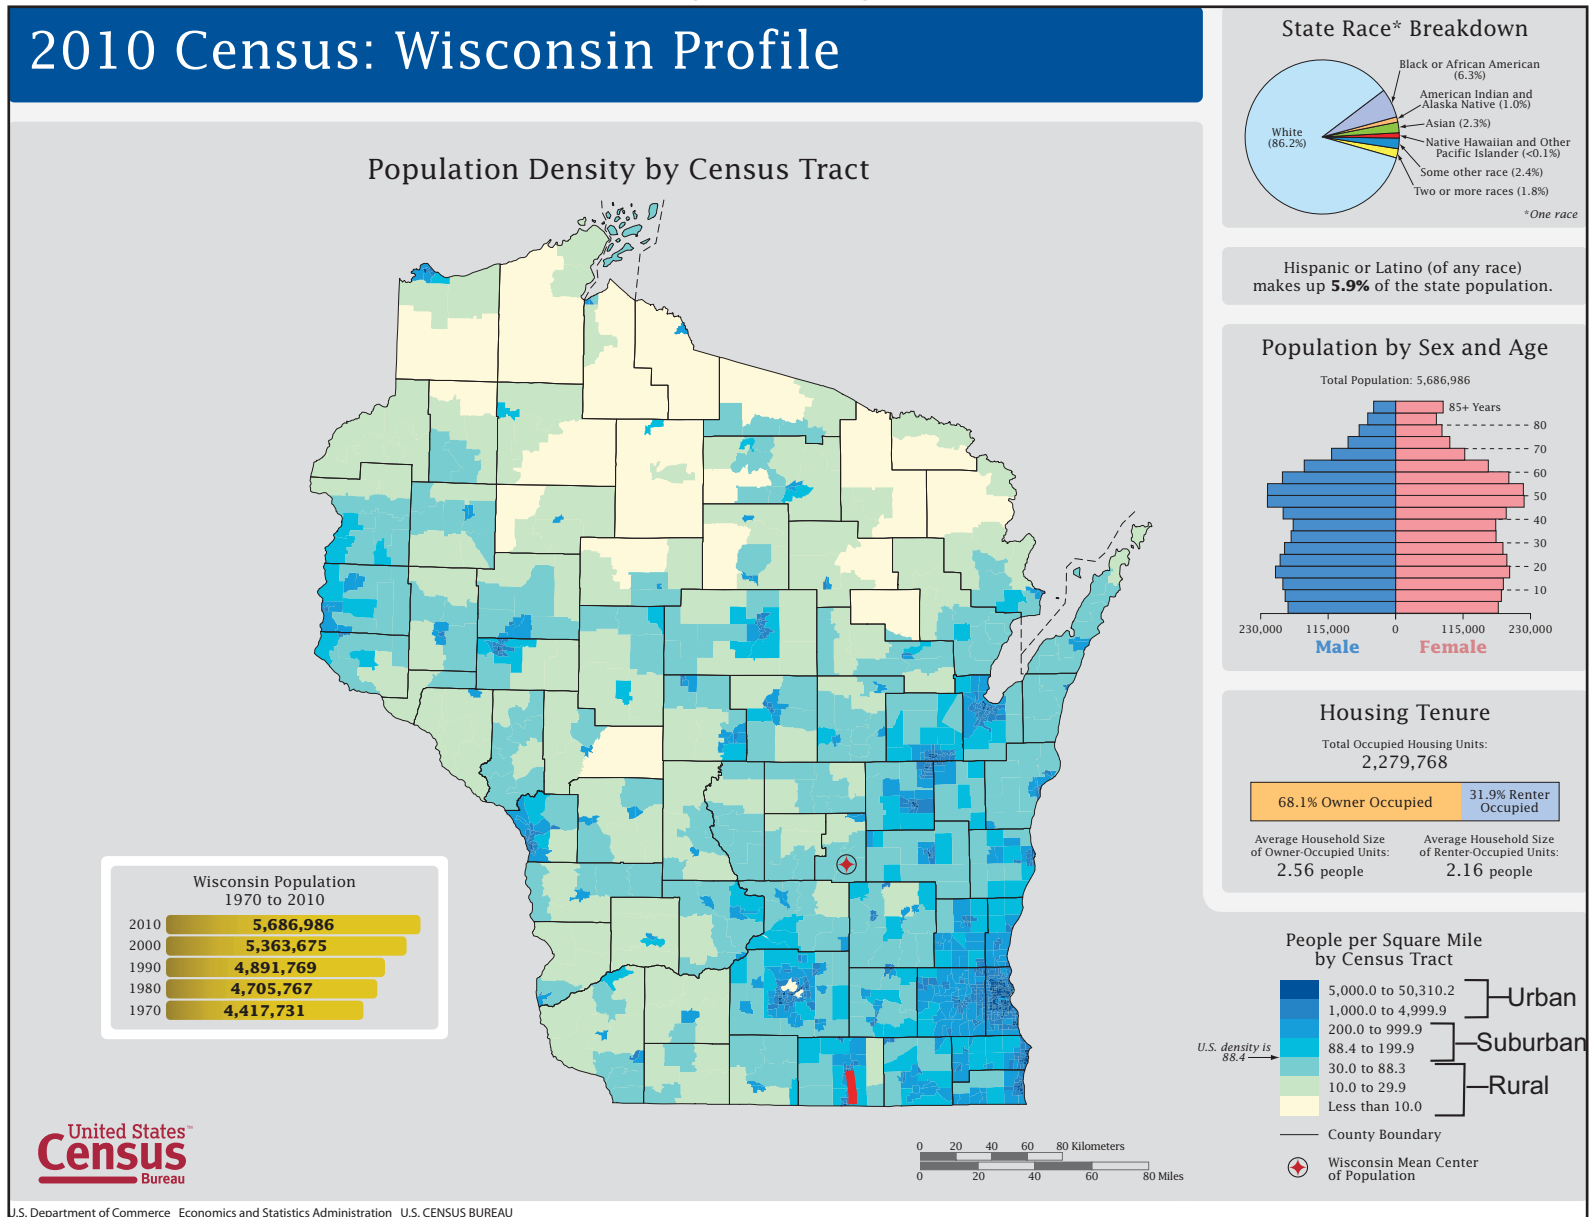 2010 Census: Wisconsin Profile
Population Density by Census Tract
State Race* Breakdown
Black or African American
(6.3%)
American Indian and
Alaska Native (1.0%)
Asian (2.3%)
Native Hawaiian and Other
Pacific Islander (<0.1%)
Some other race (2.4%)
Two or more races (1.8%)
White
(86.2%)
*One race
Hispanic or Latino (of any race)
makes up 5.9% of the state population.
Population by Sex and Age
Total Population: 5,686,986
85+ Years
80
70
60
50
40
30
20
10
230,000 115,000 0 115,000 230,000
Male Female
Housing Tenure
Total Occupied Housing Units:
2,279,768
68.1% Owner Occupied
31.9% Renter
Occupied
Average Household Size
of Owner-Occupied Units:
2.56 people
Average Household Size
of Renter-Occupied Units:
2.16 people
Wisconsin Population
1970 to 2010
2010 5,686,986
2000 5,363,675
1990 4,891,769
1980 4,705,767
1970 4,417,731
People per Square Mile
by Census Tract
5,000.0 to 50,310.2
1,000.0 to 4,999.9
200.0 to 999.9
88.4 to 199.9
30.0 to 88.3
10.0 to 29.9
Less than 10.0
Urban
Suburban
Rural
U.S. density is
88.4
County Boundary
Wisconsin Mean Center
of Population
0 20 40 60 80 Kilometers
0 20 40 60 80 Miles
United States™
Census
Bureau
U.S. Department of Commerce Economics and Statistics Administration U.S. CENSUS BUREAU